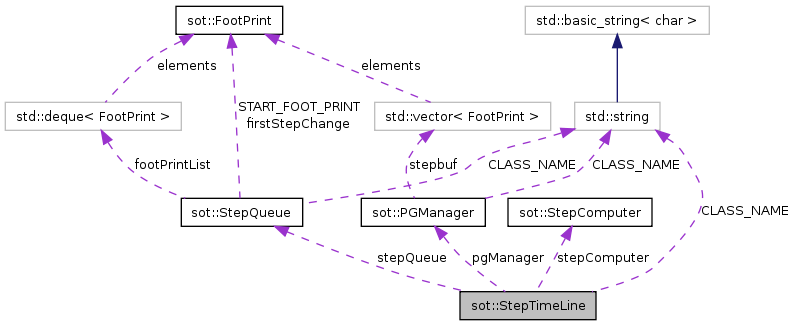 sot::FootPrint
std::basic_string< char >
elements
elements
START_FOOT_PRINT
firstStepChange
std::deque< FootPrint >
std::vector< FootPrint >
std::string
footPrintList
stepbuf
CLASS_NAME
CLASS_NAME
sot::StepQueue
sot::PGManager
sot::StepComputer
CLASS_NAME
stepQueue
pgManager
stepComputer
sot::StepTimeLine